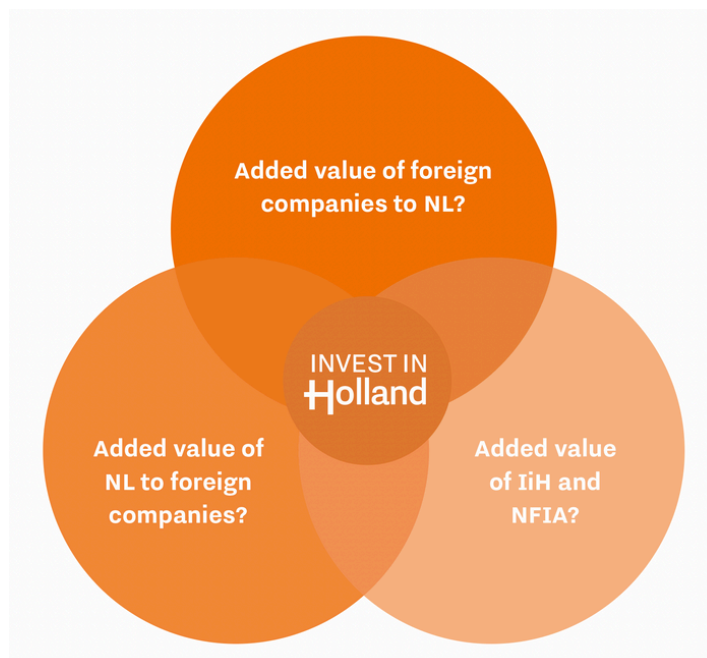 Added value of foreign
companies to NL?
INVEST IN
Holland
Added value of
NL to foreign
companies?
Added value
of IiH and
NFIA?